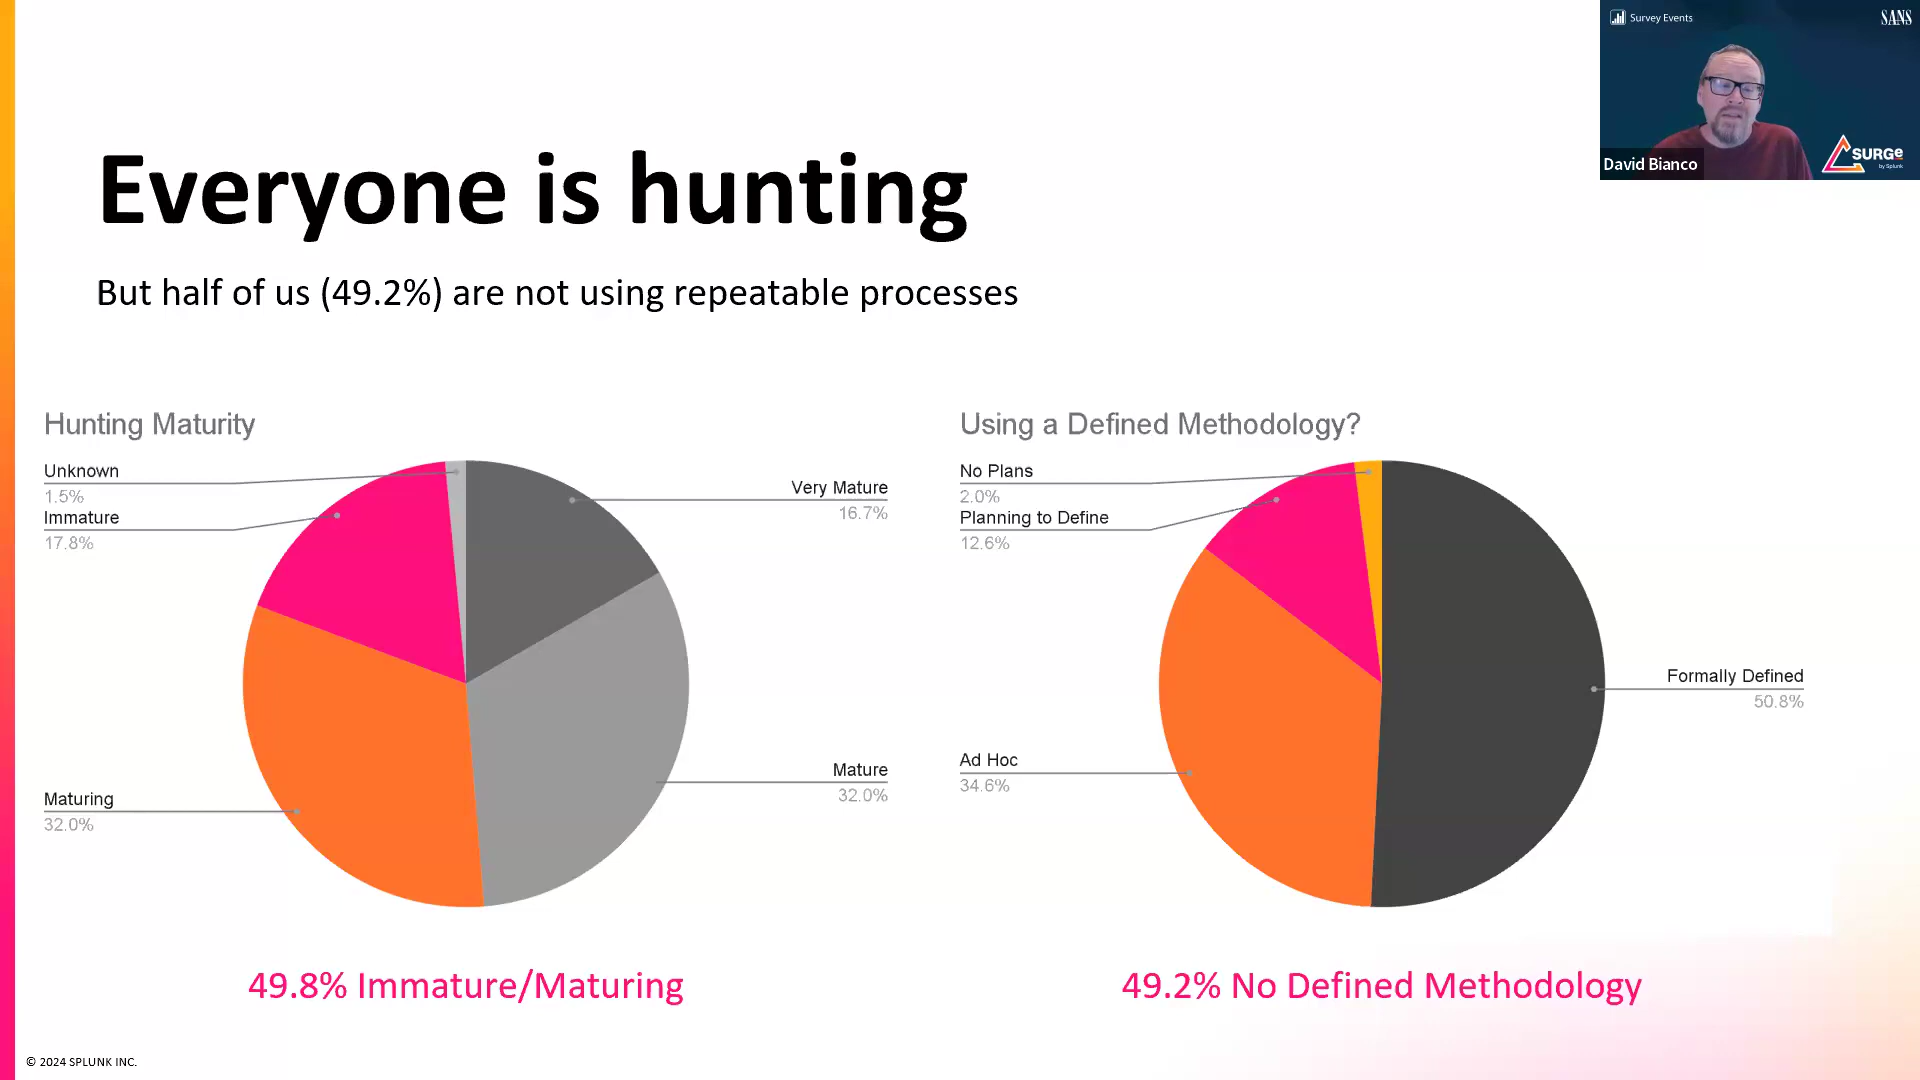 Survey Events
SANS
SURGe
by Splunk
David Bianco
Everyone is hunting
But half of us (49.2%) are not using repeatable processes
Hunting Maturity
Unknown
1.5%
Immature
17.8%
Maturing
32.0%
Very Mature
16.7%
Mature
32.0%
49.8% Immature/Maturing
Using a Defined Methodology?
No Plans
2.0%
Planning to Define
12.6%
Ad Hoc
34.6%
Formally Defined
50.8%
49.2% No Defined Methodology
© 2024 SPLUNK INC.